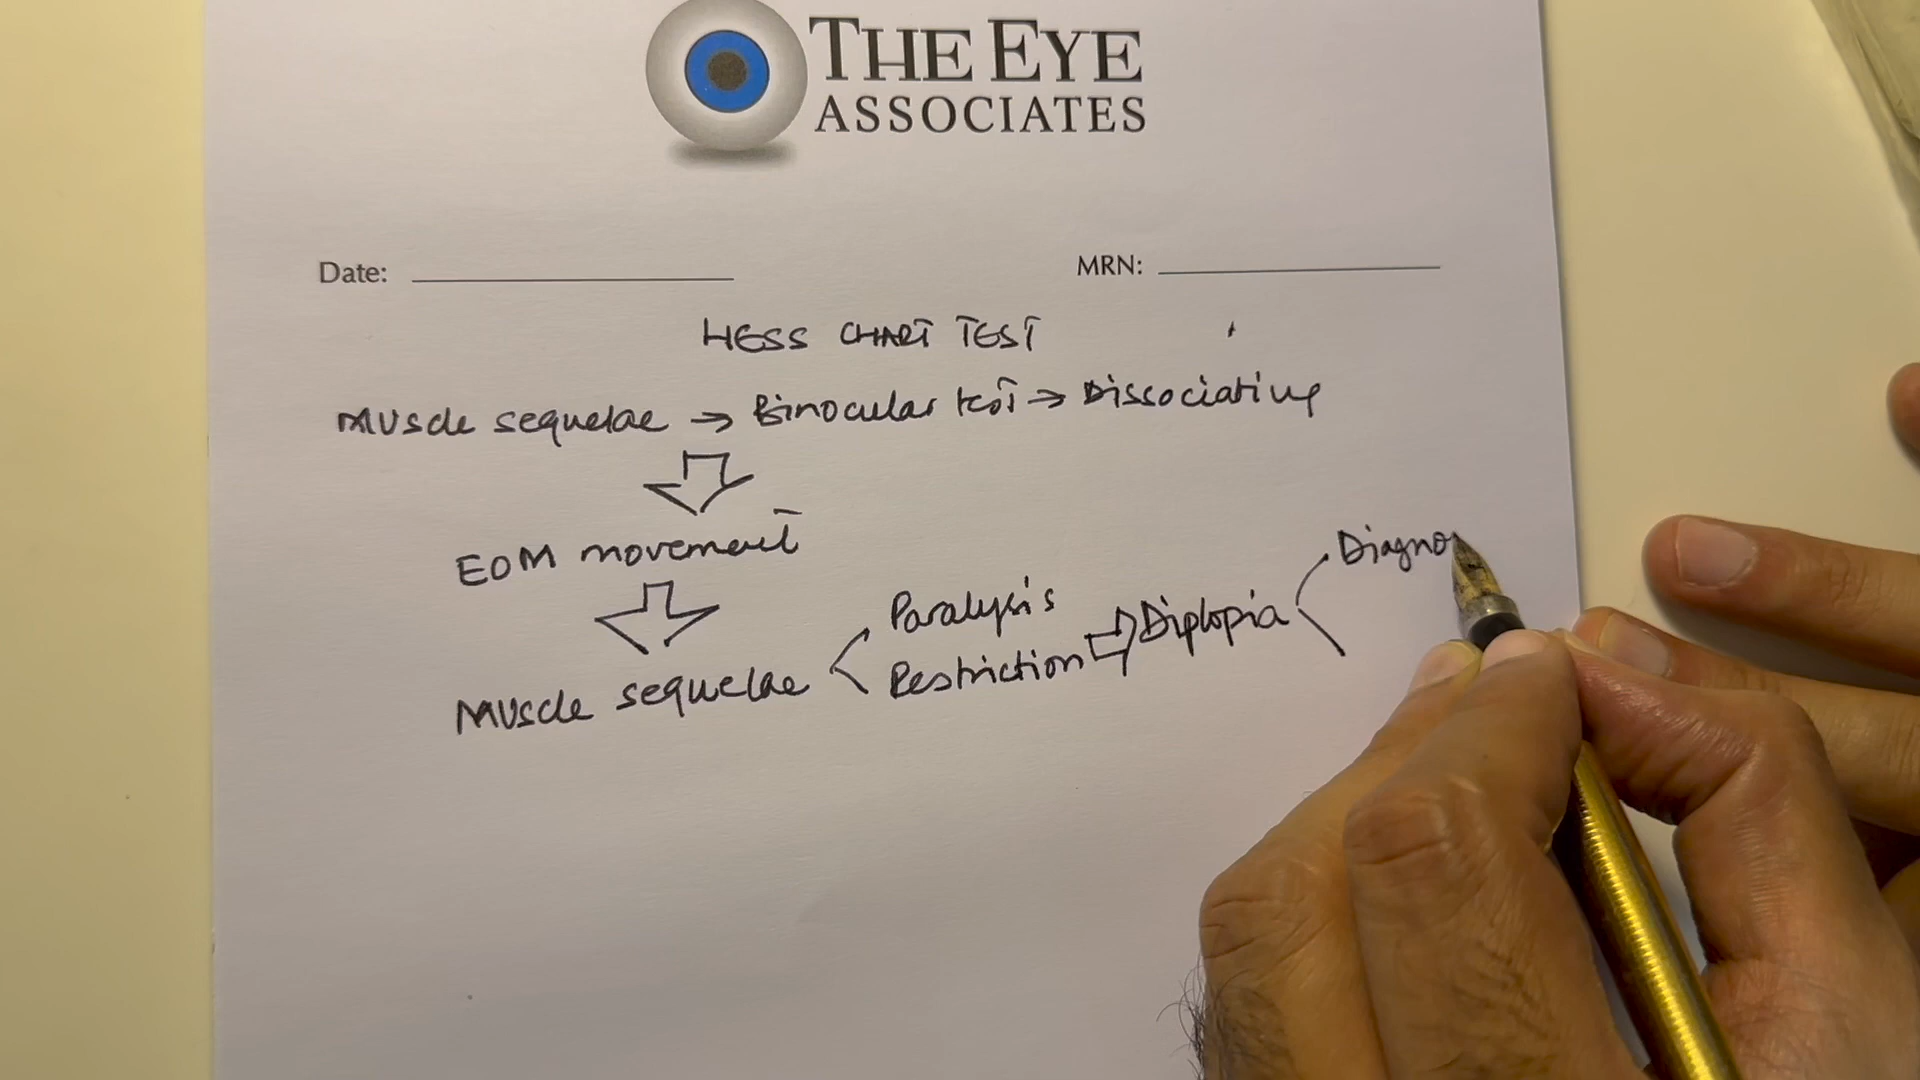 THE EYE
ASSOCIATES
Date: MRN:
HESS CHART TEST
Muscle sequelae → Binocular test → Dissociative
EOM movement
Muscle sequelae
Paralysis
Restriction ⇒ Diplopia
Diagno